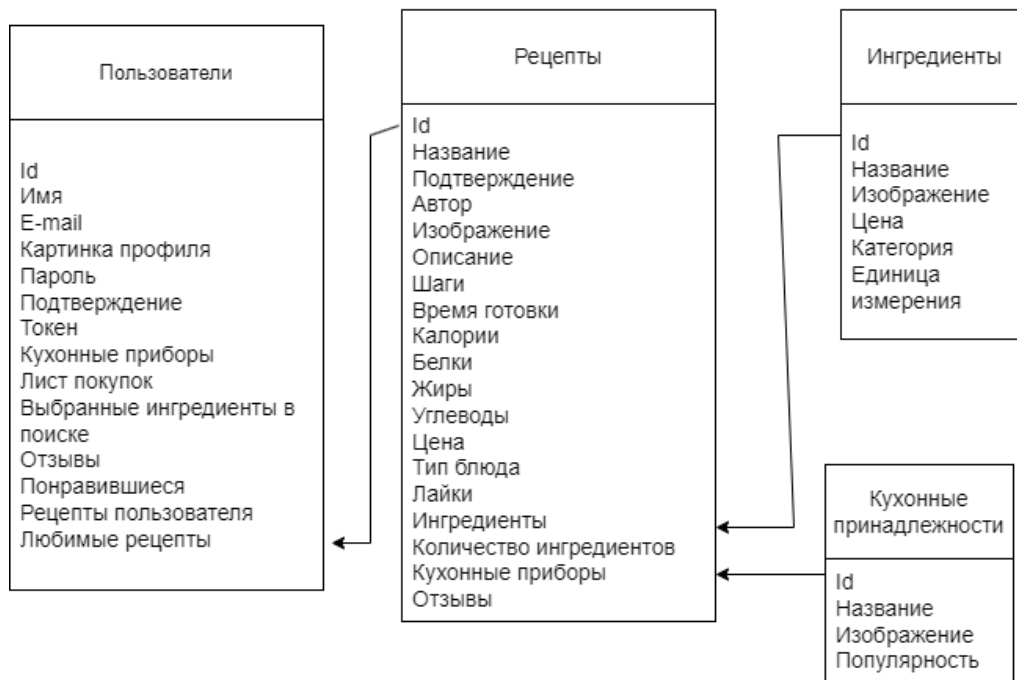 Пользователи
Id
Имя
E-mail
Картинка профиля
Пароль
Подтверждение
Токен
Кухонные приборы
Лист покупок
Выбранные ингредиенты в
поиске
Отзывы
Понравившиеся
Рецепты пользователя
Любимые рецепты
Рецепты
Id
Название
Подтверждение
Автор
Изображение
Описание
Шаги
Время готовки
Калории
Белки
Жиры
Углеводы
Цена
Тип блюда
Лайки
Ингредиенты
Количество ингредиентов
Кухонные приборы
Отзывы
Ингредиенты
Id
Название
Изображение
Цена
Категория
Единица
измерения
Кухонные
принадлежности
Id
Название
Изображение
Популярность